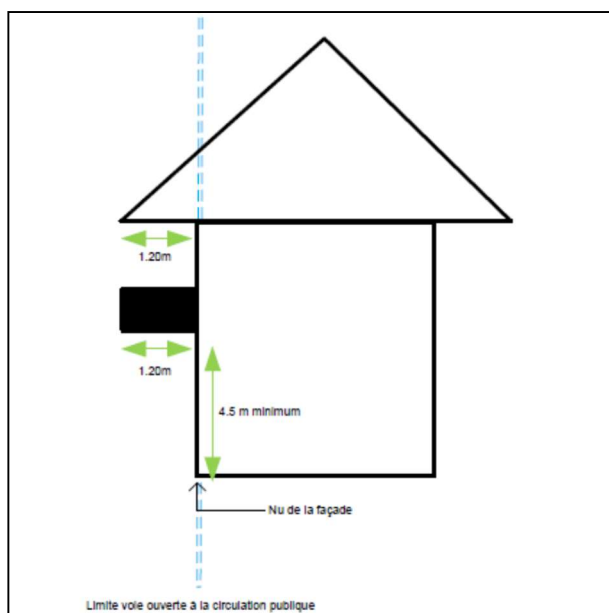 1.20m
1.20m
4.5 m minimum
Nu de la façade
Limite voie ouverte à la circulation publique